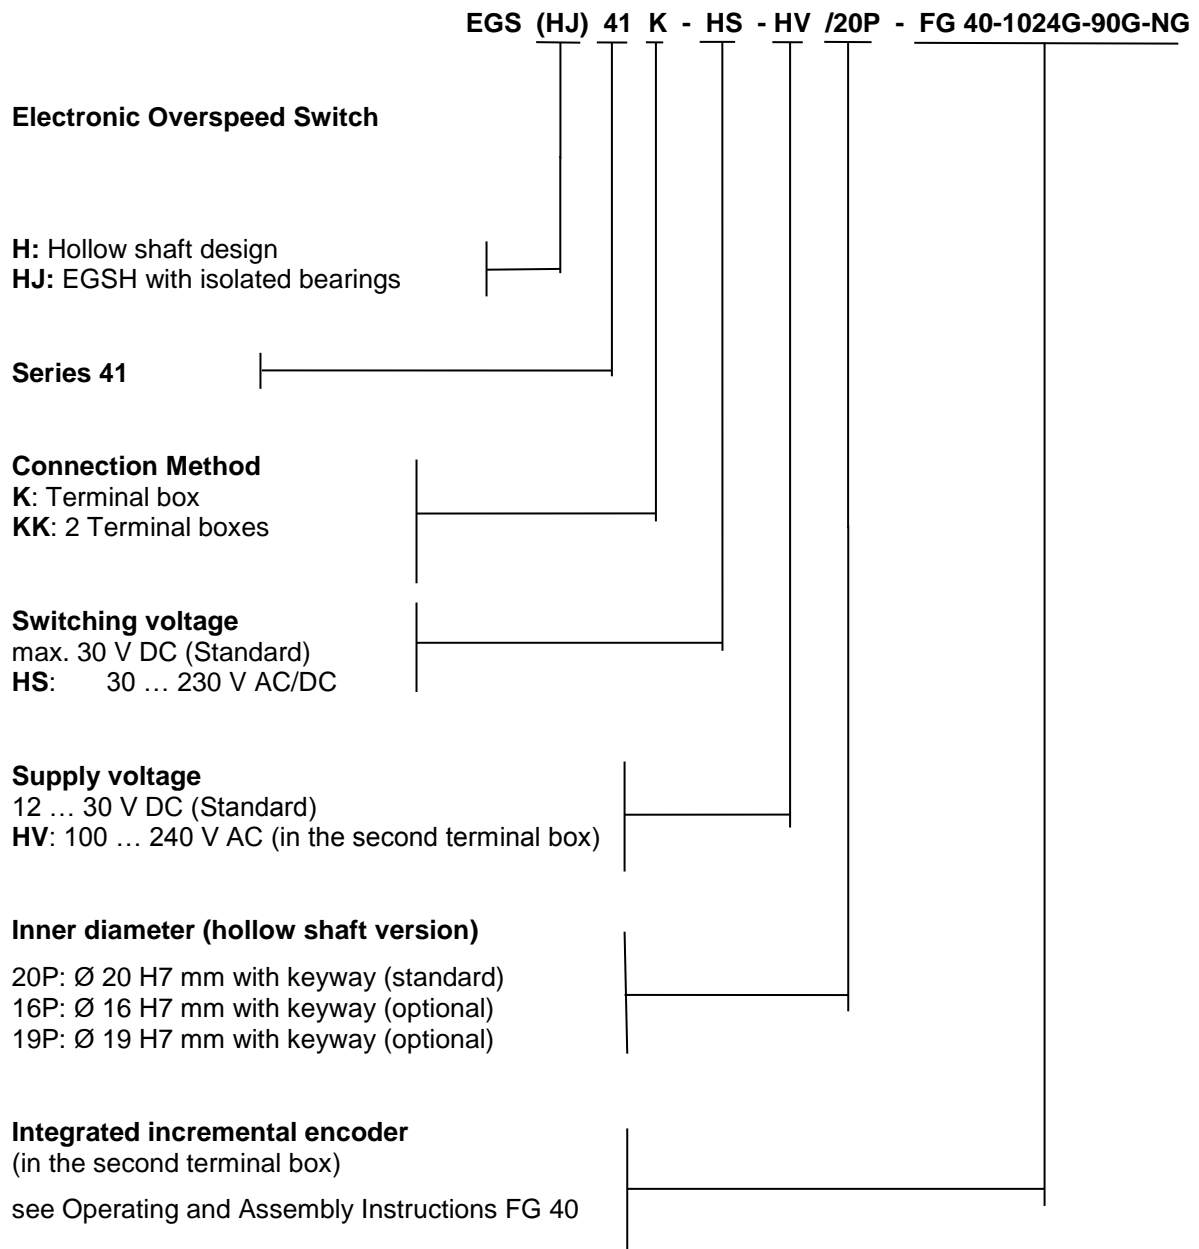 EGS (HJ) 41 K - HS - HV /20P - FG 40-1024G-90G-NG
Electronic Overspeed Switch
H: Hollow shaft design
HJ: EGSH with isolated bearings
Series 41
Connection Method
K: Terminal box
KK: 2 Terminal boxes
Switching voltage
max. 30 V DC (Standard)
HS: 30 … 230 V AC/DC
Supply voltage
12 … 30 V DC (Standard)
HV: 100 … 240 V AC (in the second terminal box)
Inner diameter (hollow shaft version)
20P: Ø 20 H7 mm with keyway (standard)
16P: Ø 16 H7 mm with keyway (optional)
19P: Ø 19 H7 mm with keyway (optional)
Integrated incremental encoder
(in the second terminal box)
see Operating and Assembly Instructions FG 40